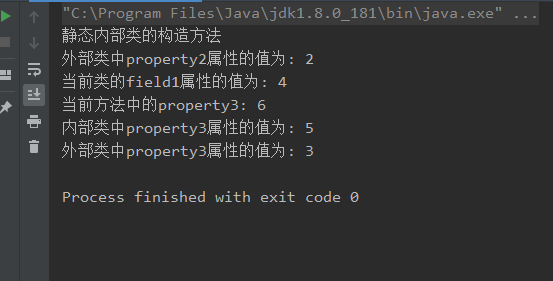 "C:\Program Files\Java\jdk1.8.0_181\bin\java.exe" ...
静态内部类的构造方法
外部类中property2属性的值为: 2
当前类的field1属性的值为: 4
当前方法中的property3: 6
内部类中property3属性的值为: 5
外部类中property3属性的值为: 3
Process finished with exit code 0